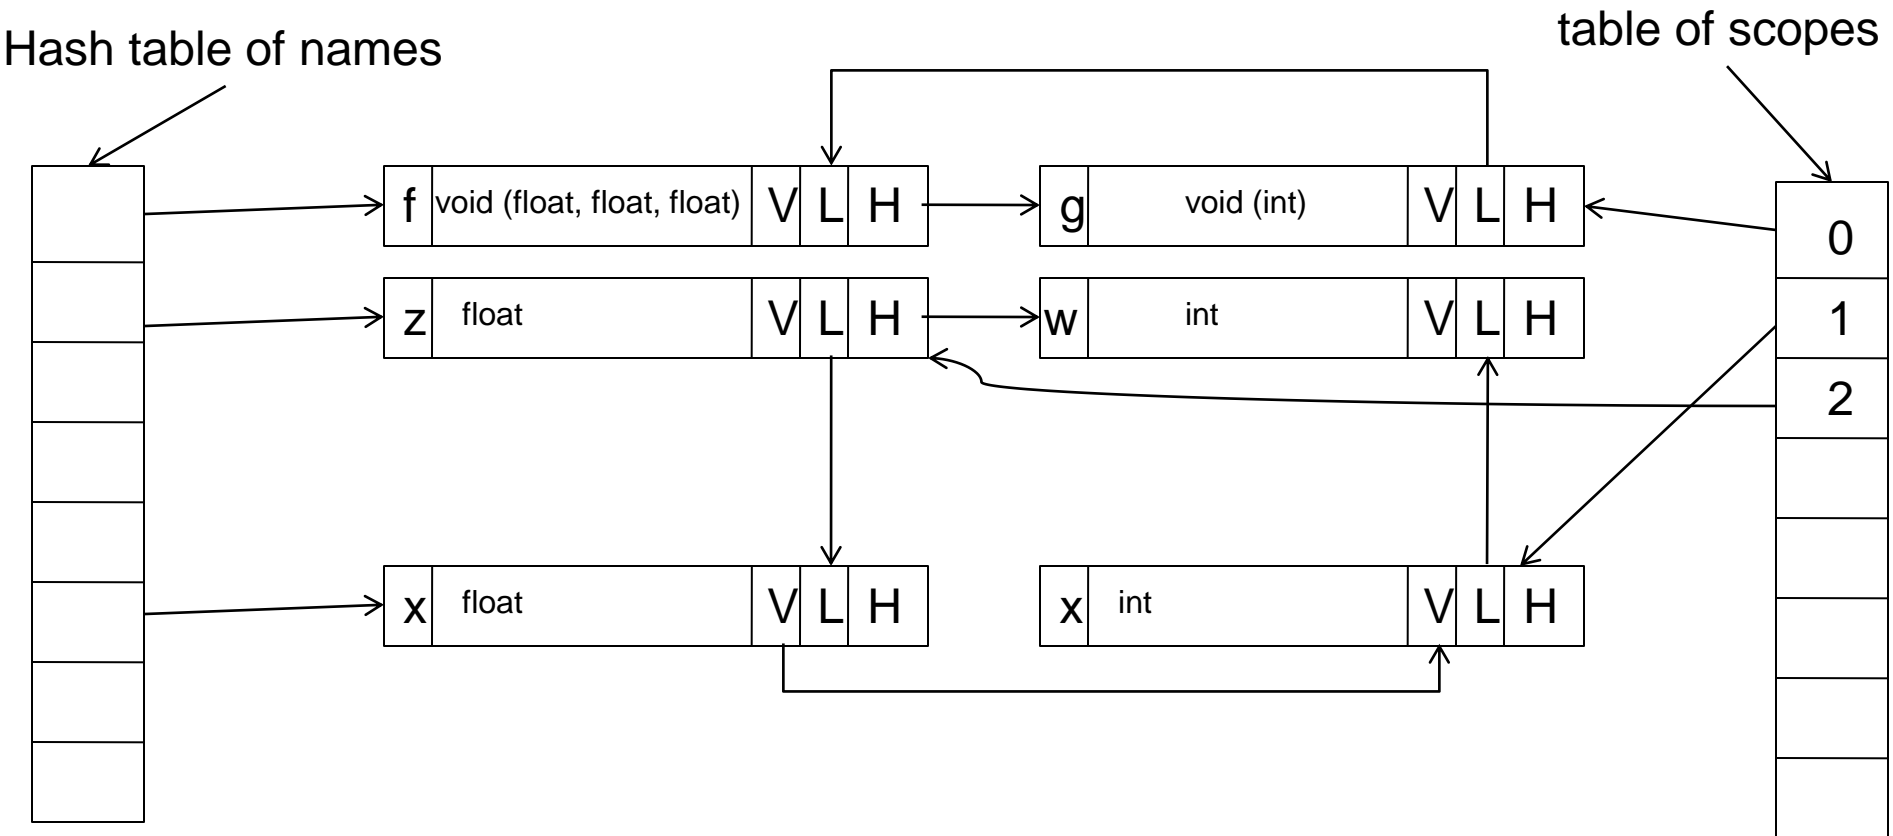 Hash table of names
table of scopes
f void (float, float, float) V L H g void (int) V L H
0
z float V L H w int V L H
1
2
x float V L H x int V L H